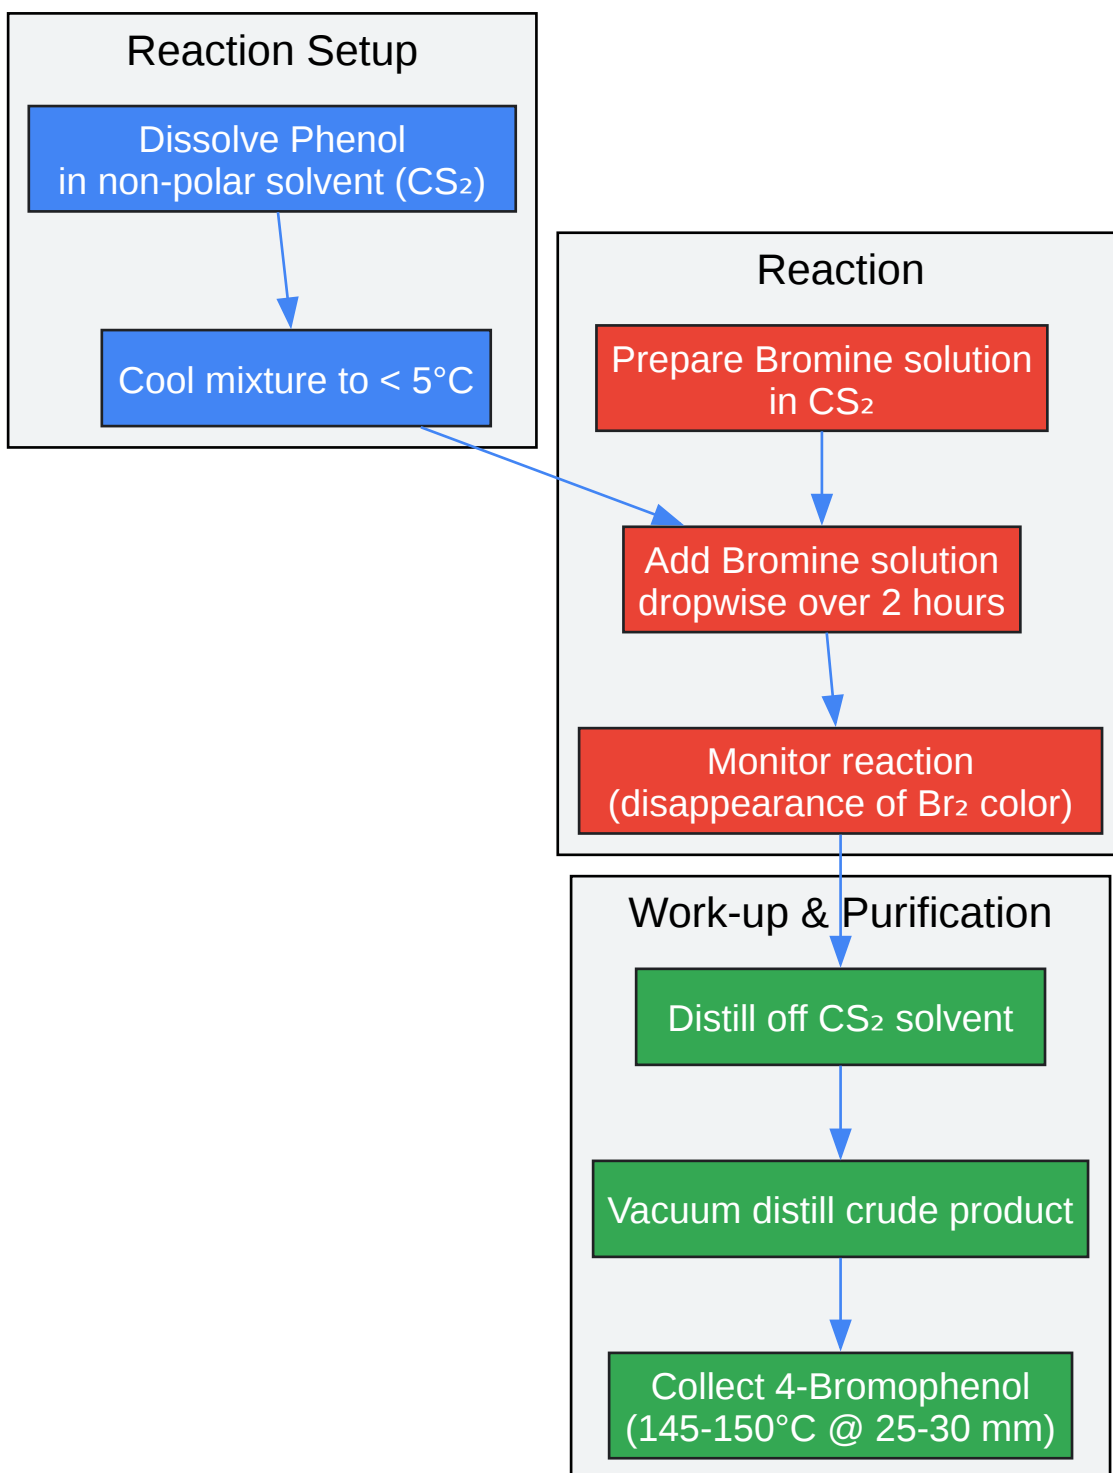 Reaction Setup
Dissolve Phenol
in non-polar solvent (CS₂)
Cool mixture to < 5°C
Reaction
Prepare Bromine solution
in CS₂
Add Bromine solution
dropwise over 2 hours
Monitor reaction
(disappearance of Br₂ color)
Work-up & Purification
Distill off CS₂ solvent
Vacuum distill crude product
Collect 4-Bromophenol
(145-150°C @ 25-30 mm)